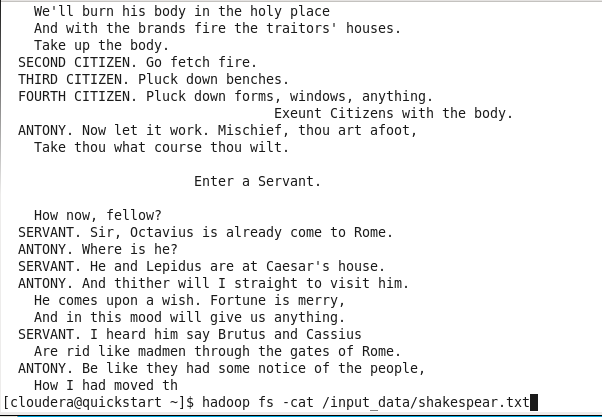 We'll burn his body in the holy place
And with the brands fire the traitors' houses.
Take up the body.
SECOND CITIZEN. Go fetch fire.
THIRD CITIZEN. Pluck down benches.
FOURTH CITIZEN. Pluck down forms, windows, anything.
Exeunt Citizens with the body.
ANTONY. Now let it work. Mischief, thou art afoot,
Take thou what course thou wilt.
Enter a Servant.
How now, fellow?
SERVANT. Sir, Octavius is already come to Rome.
ANTONY. Where is he?
SERVANT. He and Lepidus are at Caesar's house.
ANTONY. And thither will I straight to visit him.
He comes upon a wish. Fortune is merry,
And in this mood will give us anything.
SERVANT. I heard him say Brutus and Cassius
Are rid like madmen through the gates of Rome.
ANTONY. Be like they had some notice of the people,
How I had moved th
[cloudera@quickstart ~]$ hadoop fs -cat /input_data/shakespear.txt